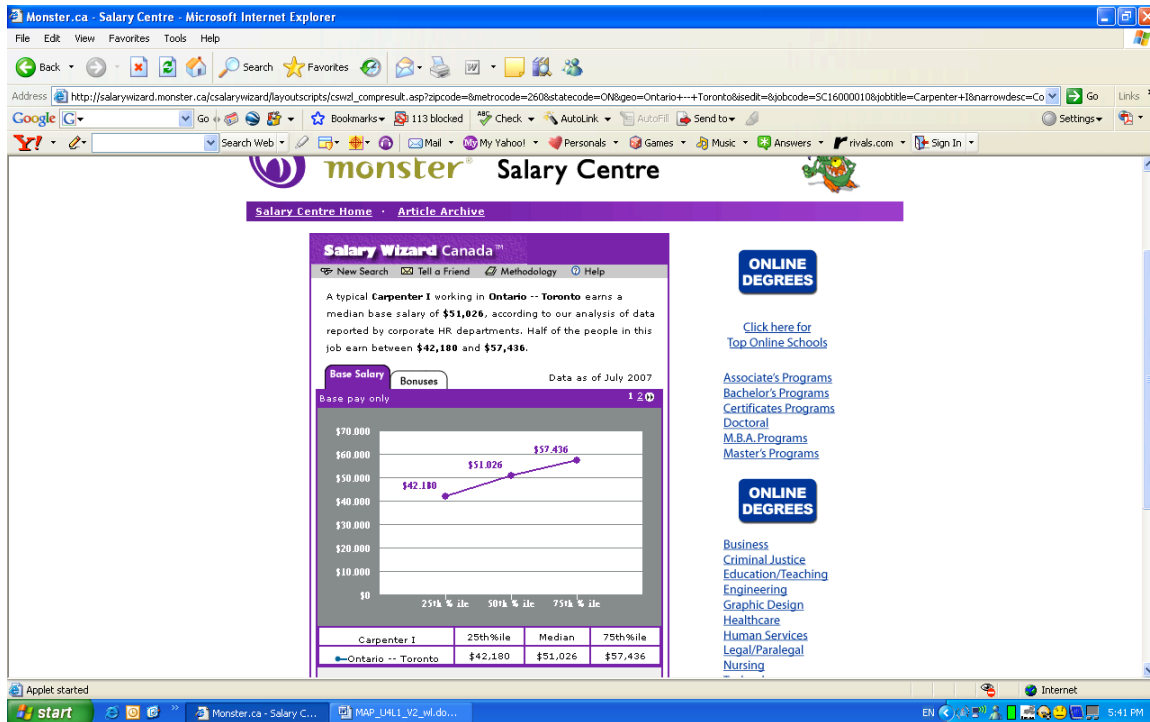 Monster.ca - Salary Centre - Microsoft Internet Explorer
File Edit View Favorites Tools Help
Back Search Favorites
Address http://salarywizard.monster.ca/csalarywizard/layoutscripts/cswzl_compresult.asp?zipcode=&metrocode=260&statecode=ON&geo=Ontario+--+Toronto&isedit=&jobcode=SC16000010&jobtitle=Carpenter+I&narrowdesc=Co Go Links
Google G Go Bookmarks 113 blocked Check AutoLink AutoFill Send to Settings
Y! Search Web Mail My Yahoo! Personals Games Music Answers rivals.com Sign In
monster® Salary Centre
Salary Centre Home · Article Archive
Salary Wizard Canada™
New Search Tell a Friend Methodology Help
A typical Carpenter I working in Ontario -- Toronto earns a
median base salary of $51,026, according to our analysis of data
reported by corporate HR departments. Half of the people in this
job earn between $42,180 and $57,436.
Base Salary Bonuses Data as of July 2007
Base pay only 1 2
$70.000
$60.000
$50.000
$40.000
$30.000
$20.000
$10.000
$0
$42.180
$51.026
$57.436
25th % ile 50th % ile 75th % ile
Carpenter I 25th%ile Median 75th%ile
Ontario -- Toronto $42,180 $51,026 $57,436
ONLINE
DEGREES
Click here for
Top Online Schools
Associate's Programs
Bachelor's Programs
Certificates Programs
Doctoral
M.B.A. Programs
Master's Programs
ONLINE
DEGREES
Business
Criminal Justice
Education/Teaching
Engineering
Graphic Design
Healthcare
Human Services
Legal/Paralegal
Nursing
Applet started Internet
start Monster.ca - Salary C... MAP_U4L1_V2_wl.do... EN 5:41 PM